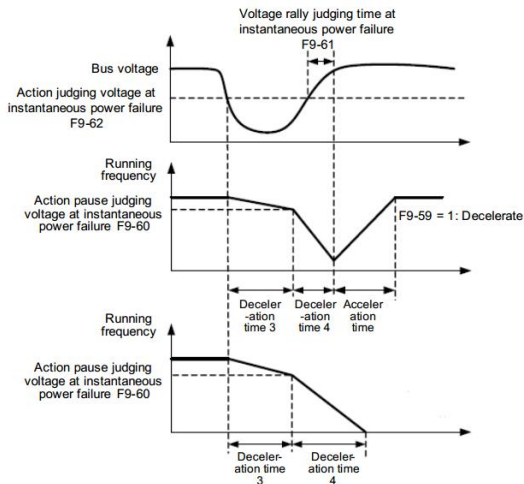 Voltage rally judging time at
instantaneous power failure
F9-61
Bus voltage
Action judging voltage at
instantaneous power failure
F9-62
Running
frequency
Action pause judging
voltage at instantaneous
power failure F9-60
F9-59 = 1: Decelerate
Deceler
-ation
time 3
Deceler
-ation
time 4
Acceler
ation
time
Running
frequency
Action pause judging
voltage at instantaneous
power failure F9-60
Deceler-
ation time
3
Deceler-
ation time
4